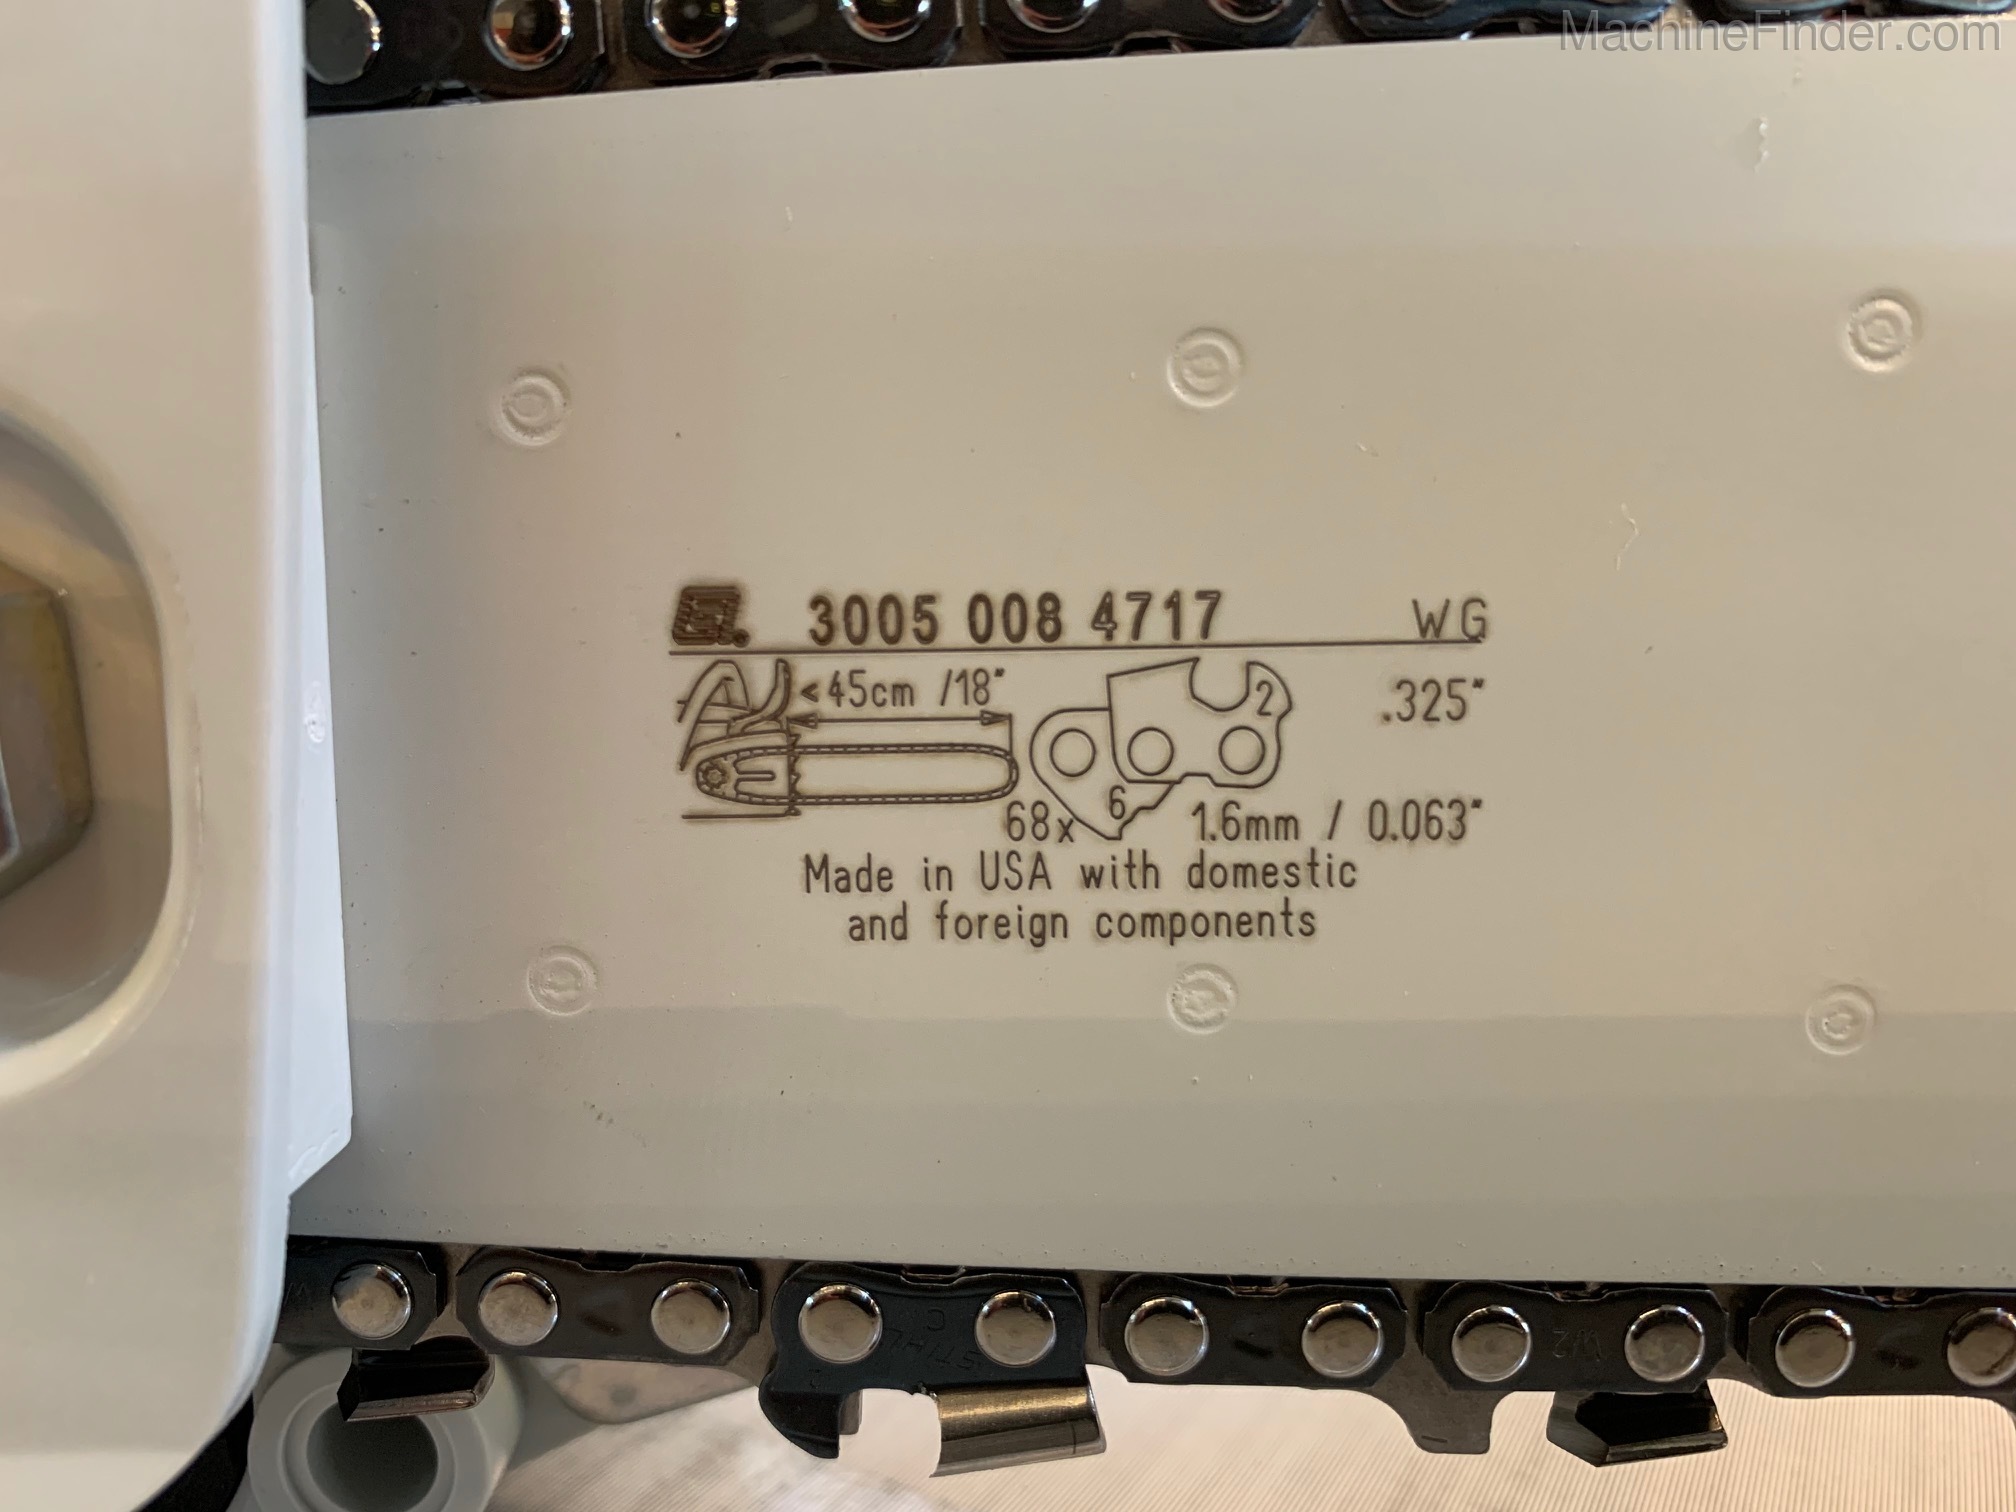 MachineFinder.com
3005 008 4717 WG
<45cm /18" 2 .325"
68x 6 1.6mm / 0.063"
Made in USA with domestic
and foreign components
STIHL
C